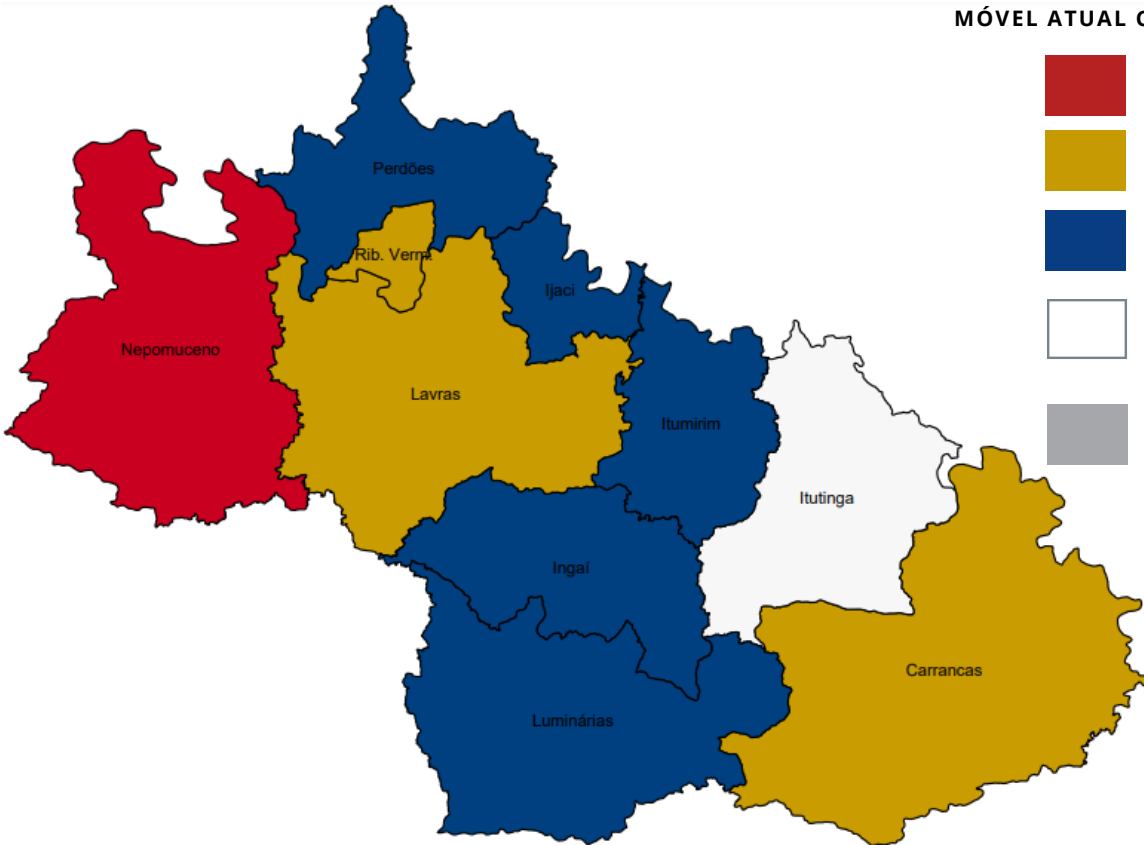 MÓVEL ATUAL
Perdões
Rib. Verm.
Ijaci
Nepomuceno
Lavras
Itumirim
Itutinga
Ingaí
Carrancas
Luminárias